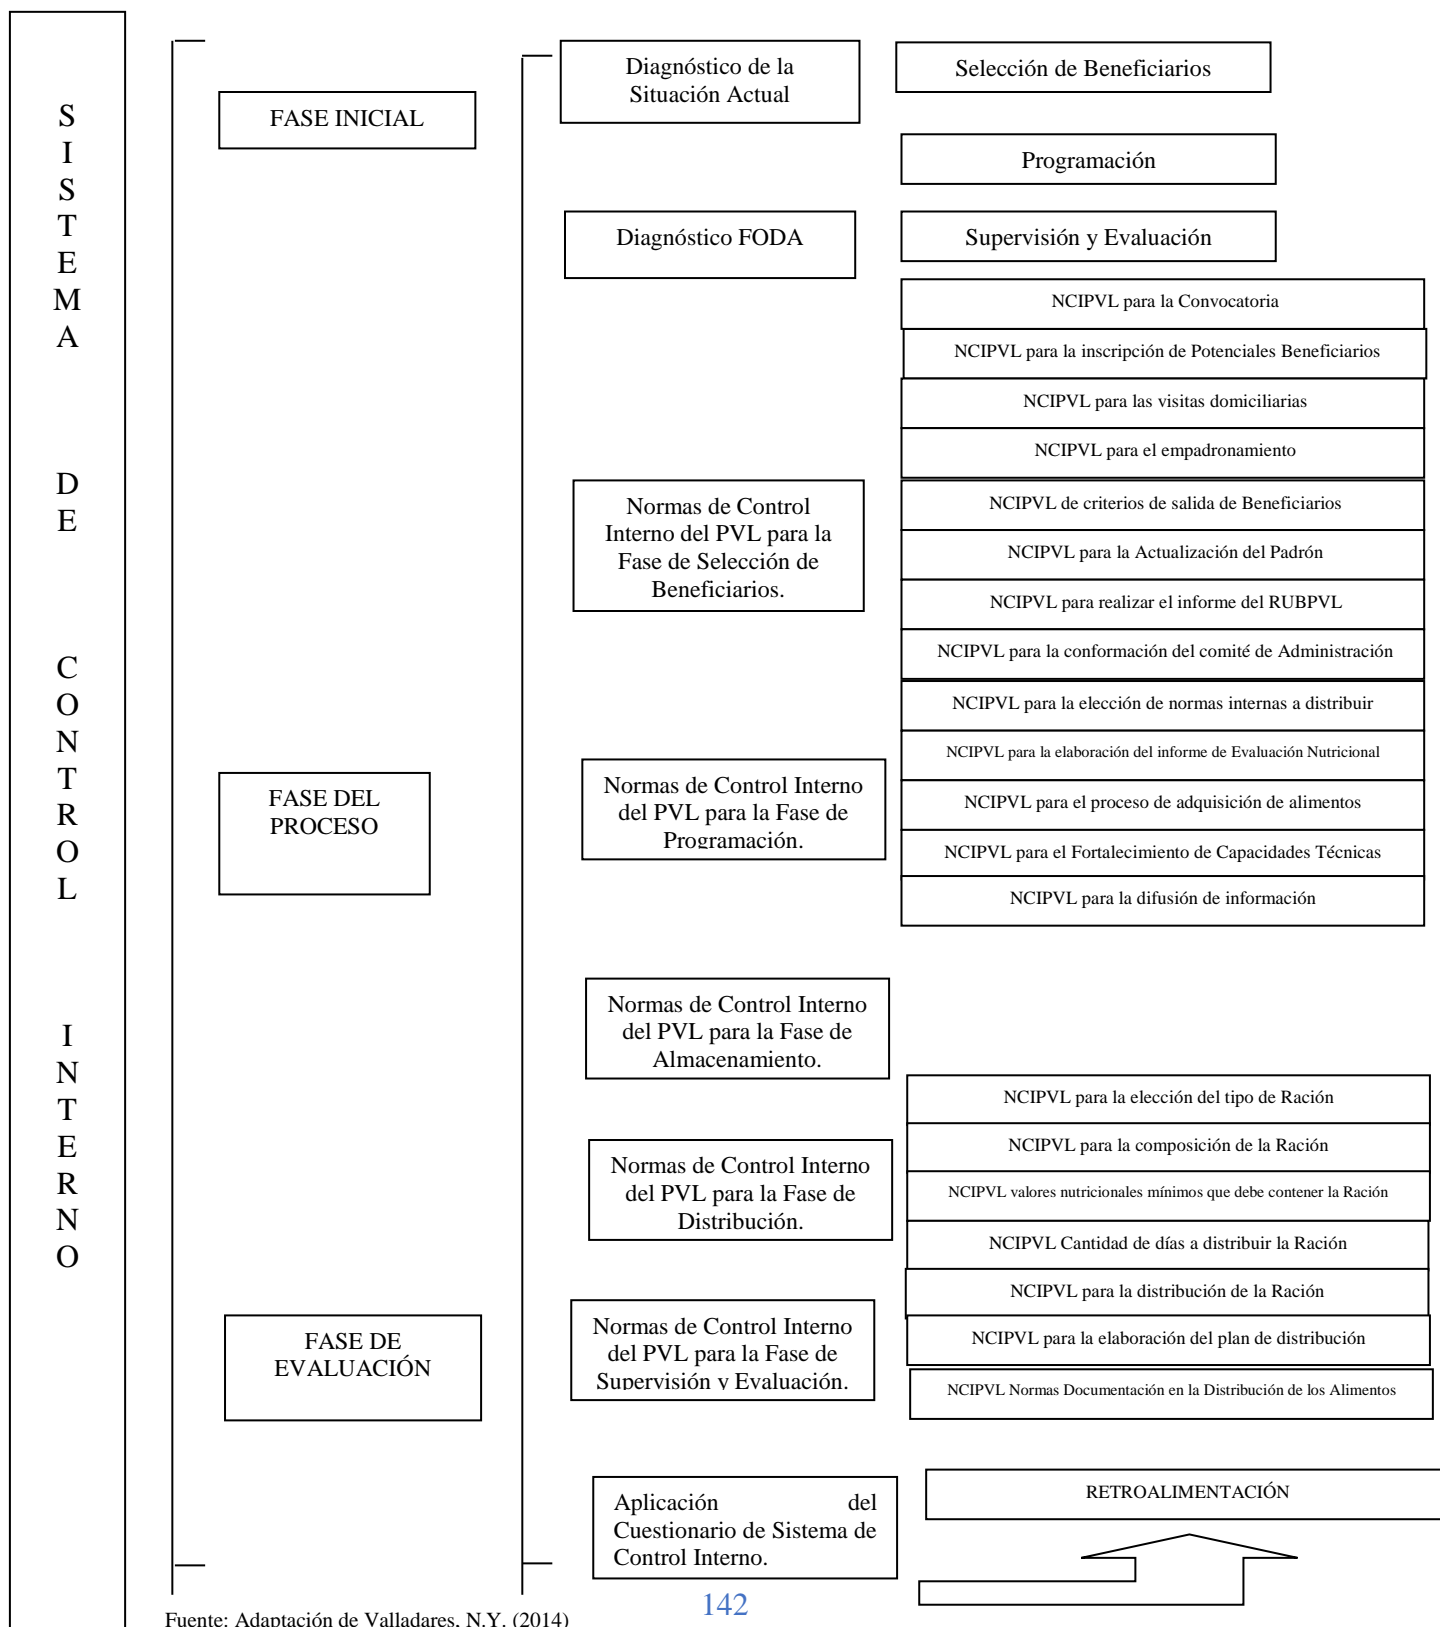 SISTEMA DE CONTROL INTERNO
FASE INICIAL
FASE DEL
PROCESO
FASE DE
EVALUACIÓN
Diagnóstico de la
Situación Actual
Diagnóstico FODA
Normas de Control
Interno del PVL para la
Fase de Selección de
Beneficiarios.
Normas de Control Interno
del PVL para la Fase de
Programación.
Normas de Control Interno
del PVL para la Fase de
Almacenamiento.
Normas de Control Interno
del PVL para la Fase de
Distribución.
Normas de Control Interno
del PVL para la Fase de
Supervisión y Evaluación.
Aplicación del
Cuestionario de Sistema de
Control Interno.
Selección de Beneficiarios
Programación
Supervisión y Evaluación
NCIPVL para la Convocatoria
NCIPVL para la inscripción de Potenciales Beneficiarios
NCIPVL para las visitas domiciliarias
NCIPVL para el empadronamiento
NCIPVL de criterios de salida de Beneficiarios
NCIPVL para la Actualización del Padrón
NCIPVL para realizar el informe del RUBPVL
NCIPVL para la conformación del comité de Administración
NCIPVL para la elección de normas internas a distribuir
NCIPVL para la elaboración del informe de Evaluación Nutricional
NCIPVL para el proceso de adquisición de alimentos
NCIPVL para el Fortalecimiento de Capacidades Técnicas
NCIPVL para la difusión de información
NCIPVL para la elección del tipo de Ración
NCIPVL para la composición de la Ración
NCIPVL valores nutricionales mínimos que debe contener la Ración
NCIPVL Cantidad de días a distribuir la Ración
NCIPVL para la distribución de la Ración
NCIPVL para la elaboración del plan de distribución
NCIPVL Normas Documentación en la Distribución de los Alimentos
RETROALIMENTACIÓN
142
Fuente: Adaptación de Valladares, N.Y. (2014)